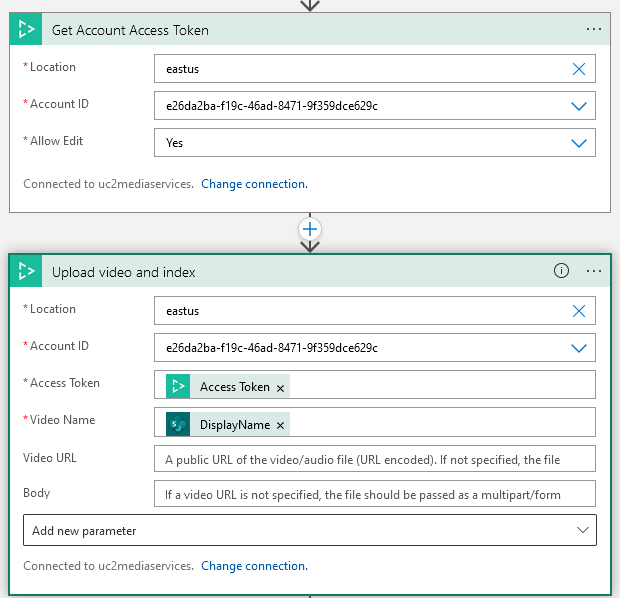 Get Account Access Token
* Location
eastus
* Account ID
e26da2ba-f19c-46ad-8471-9f359dce629c
* Allow Edit
Yes
Connected to uc2mediaservices. Change connection.
Upload video and index
* Location
eastus
* Account ID
e26da2ba-f19c-46ad-8471-9f359dce629c
* Access Token
Access Token ×
* Video Name
DisplayName ×
Video URL
A public URL of the video/audio file (URL encoded). If not specified, the file
Body
If a video URL is not specified, the file should be passed as a multipart/form
Add new parameter
Connected to uc2mediaservices. Change connection.